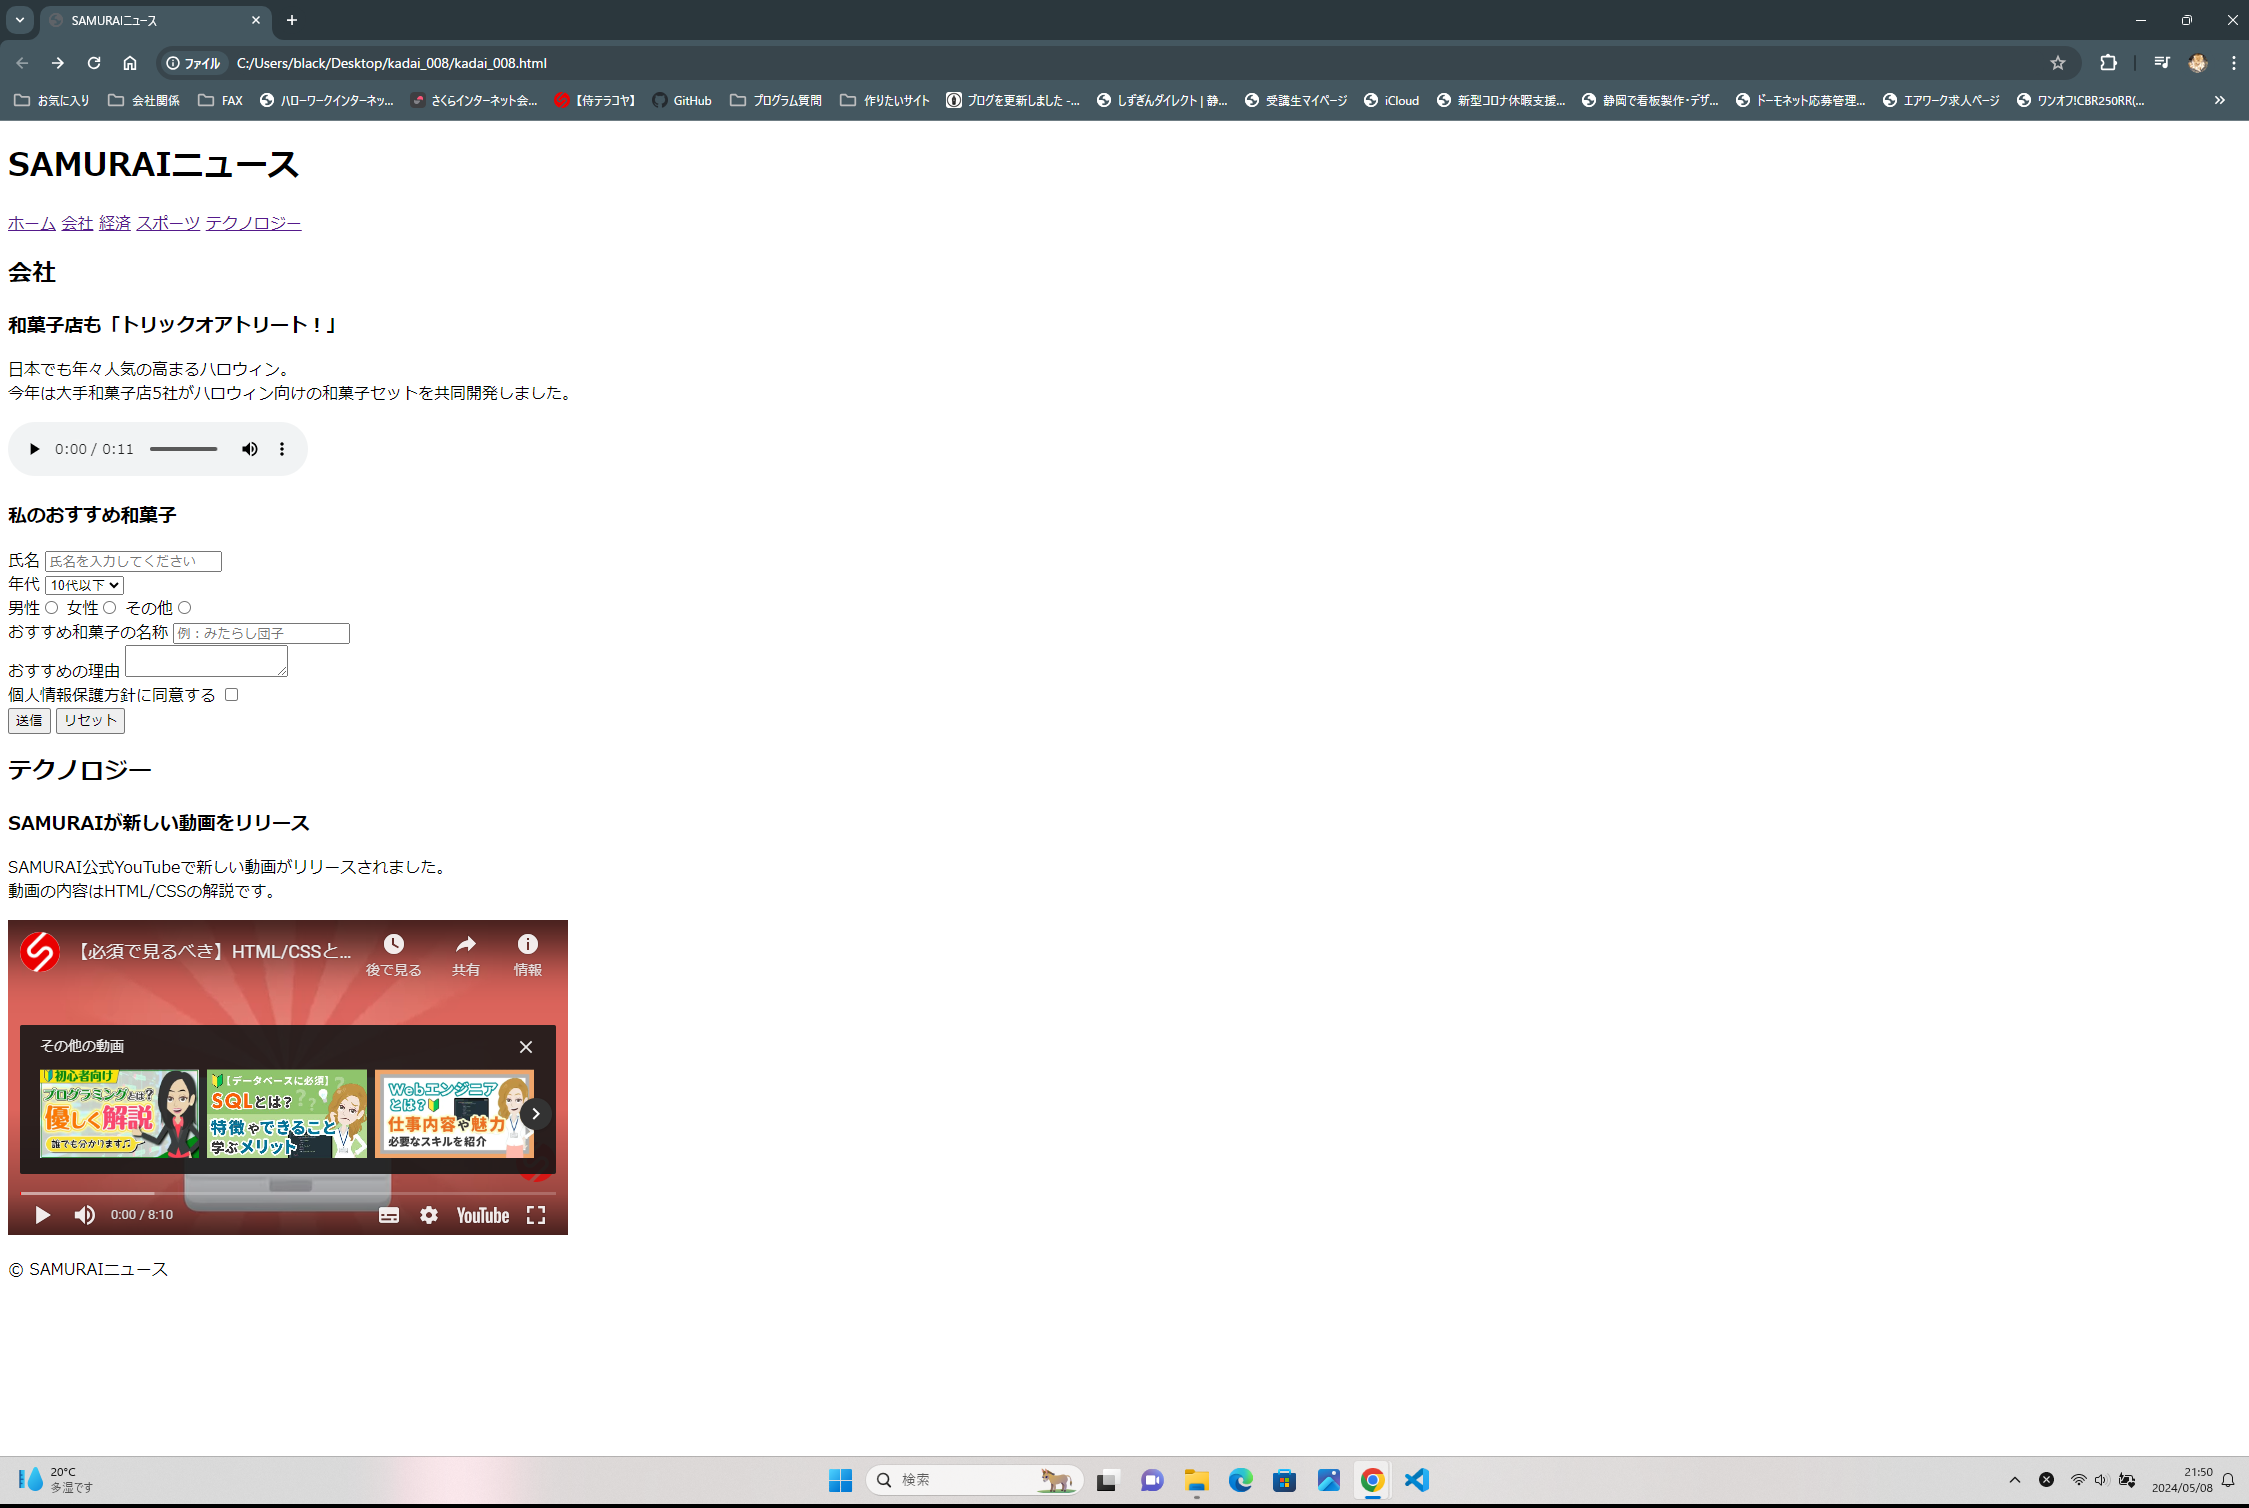 SAMURAIニュース
ファイル C:/Users/black/Desktop/kadai_008/kadai_008.html
お気に入り 会社関係 FAX ハローワークインターネッ... さくらインターネット会... 【侍テラコヤ】 GitHub プログラム質問 作りたいサイト ブログを更新しました -... しずぎんダイレクト | 静... 受講生マイページ iCloud 新型コロナ休暇支援... 静岡で看板製作・デザ... ドーモネット応募管理... エアワーク求人ページ ワンオフ!CBR250RR(...
SAMURAIニュース
ホーム 会社 経済 スポーツ テクノロジー
会社
和菓子店も「トリックオアトリート！」
日本でも年々人気の高まるハロウィン。
今年は大手和菓子店5社がハロウィン向けの和菓子セットを共同開発しました。
0:00 / 0:11
私のおすすめ和菓子
氏名 氏名を入力してください
年代 10代以下
男性 女性 その他
おすすめ和菓子の名称 例：みたらし団子
おすすめの理由
個人情報保護方針に同意する
送信 リセット
テクノロジー
SAMURAIが新しい動画をリリース
SAMURAI公式YouTubeで新しい動画がリリースされました。
動画の内容はHTML/CSSの解説です。
【必須で見るべき】HTML/CSSと...
後で見る 共有 情報
その他の動画
初心者向け
プログラミングとは?
優しく解説
誰でも分かります♫
【データベースに必須】
SQLとは?
特徴やできること
学ぶメリット
Webエンジニア
とは?
仕事内容や魅力
必要なスキルを紹介
0:00 / 8:10
YouTube
© SAMURAIニュース
20°C
多湿です
検索
21:50
2024/05/08